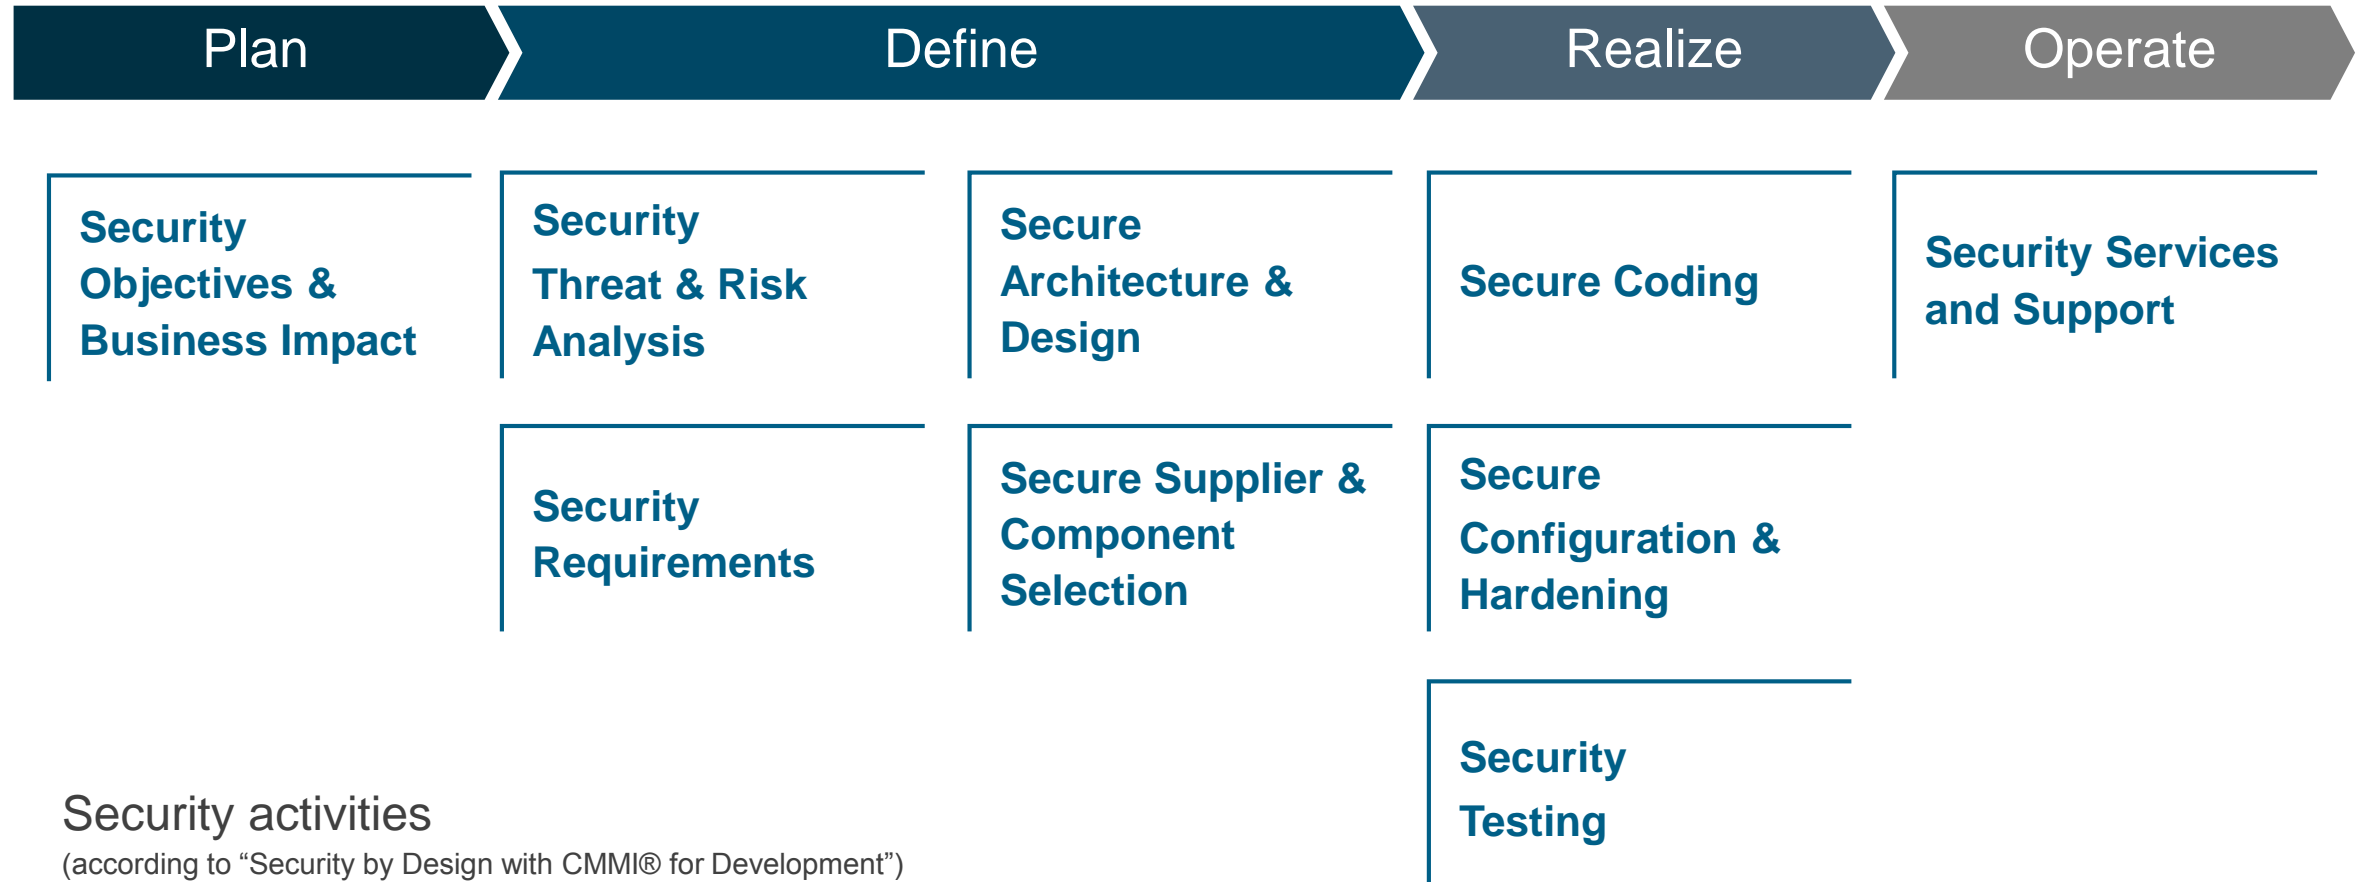 Plan
Define
Realize
Operate
Security
Objectives &
Business Impact
Security
Threat & Risk
Analysis
Secure
Architecture &
Design
Secure Coding
Security Services
and Support
Security
Requirements
Secure Supplier &
Component
Selection
Secure
Configuration &
Hardening
Security
Testing
Security activities
(according to “Security by Design with CMMI® for Development”)